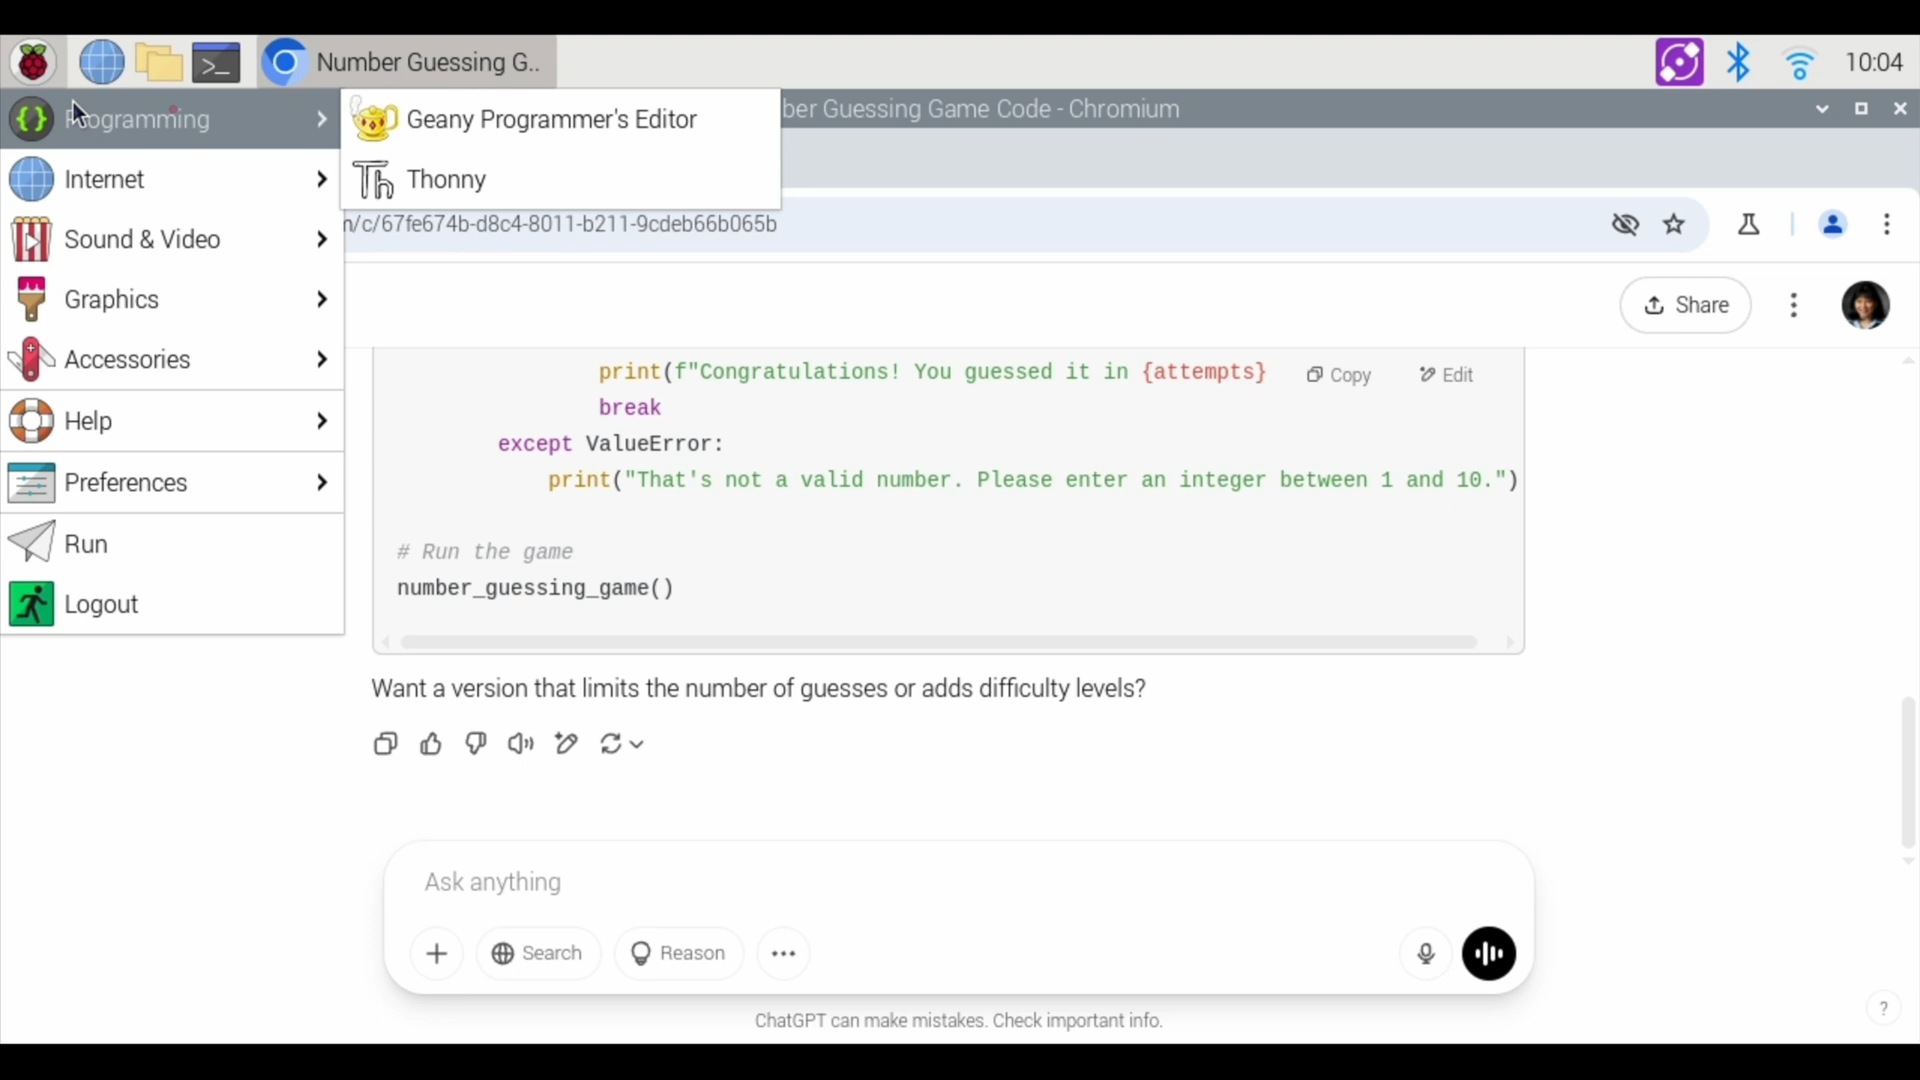 Number Guessing G..
10:04
Programming
Geany Programmer's Editor
Thonny
ber Guessing Game Code - Chromium
Internet
Sound & Video
Graphics
Accessories
Help
Preferences
Run
Logout
n/c/67fe674b-d8c4-8011-b211-9cdeb66b065b
Share
print(f"Congratulations! You guessed it in {attempts}
Copy
Edit
break
except ValueError:
print("That's not a valid number. Please enter an integer between 1 and 10.")
# Run the game
number_guessing_game()
Want a version that limits the number of guesses or adds difficulty levels?
Ask anything
Search
Reason
ChatGPT can make mistakes. Check important info.
?